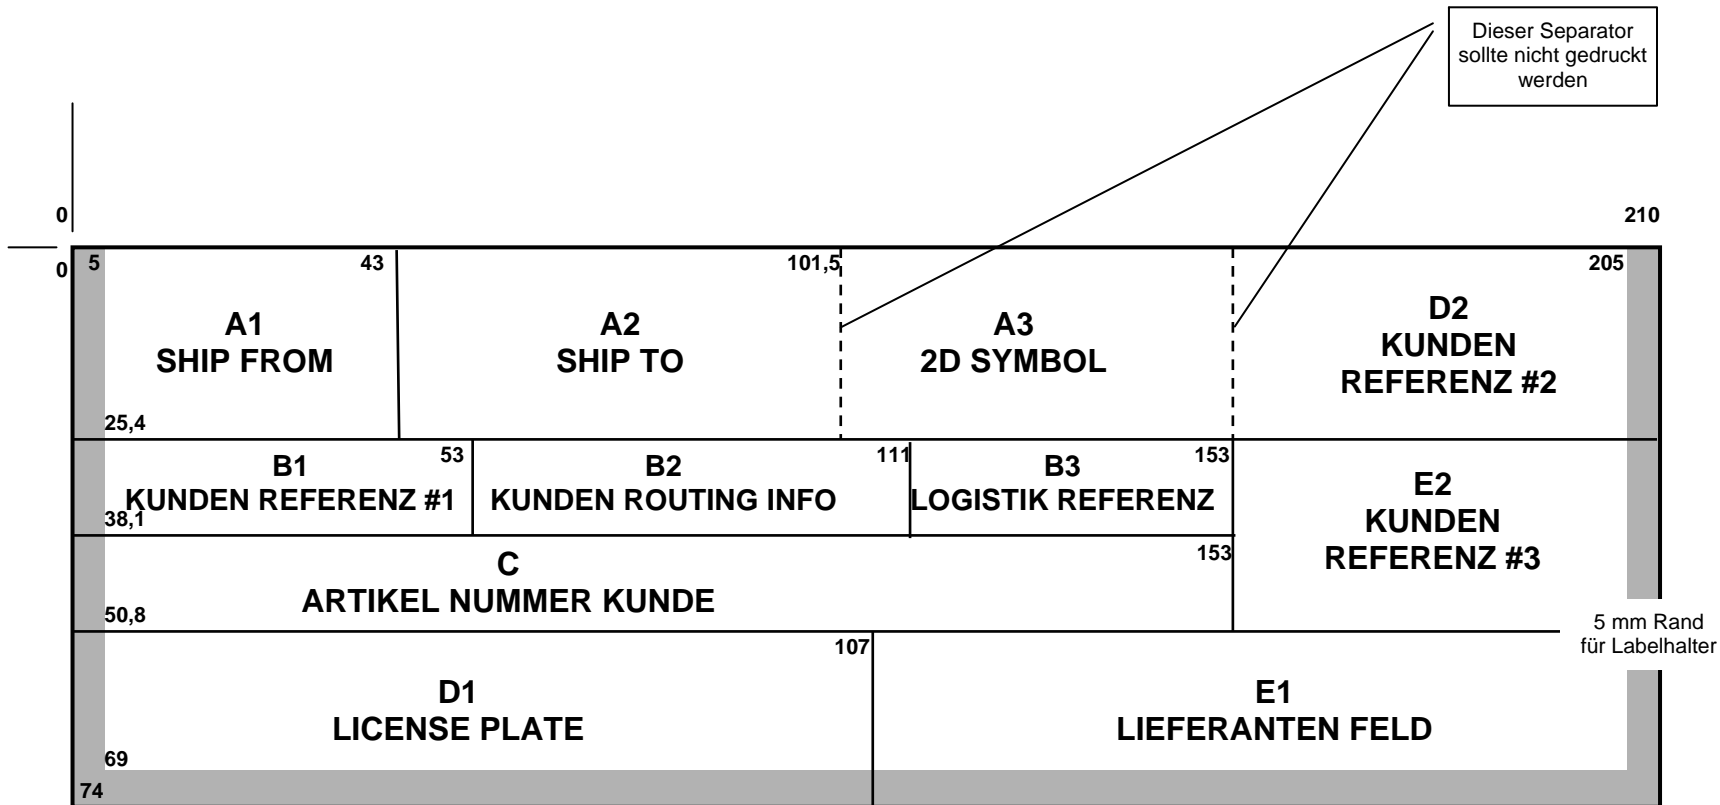 Dieser Separator
sollte nicht gedruckt
werden
0
210
0
5
43
101,5
205
A1
SHIP FROM
A2
SHIP TO
A3
2D SYMBOL
D2
KUNDEN
REFERENZ #2
25,4
B1
53
KUNDEN REFERENZ #1
B2
111
KUNDEN ROUTING INFO
B3
153
LOGISTIK REFERENZ
E2
KUNDEN
REFERENZ #3
38,1
C
153
ARTIKEL NUMMER KUNDE
50,8
5 mm Rand
für Labelhalter
107
D1
LICENSE PLATE
E1
LIEFERANTEN FELD
69
74